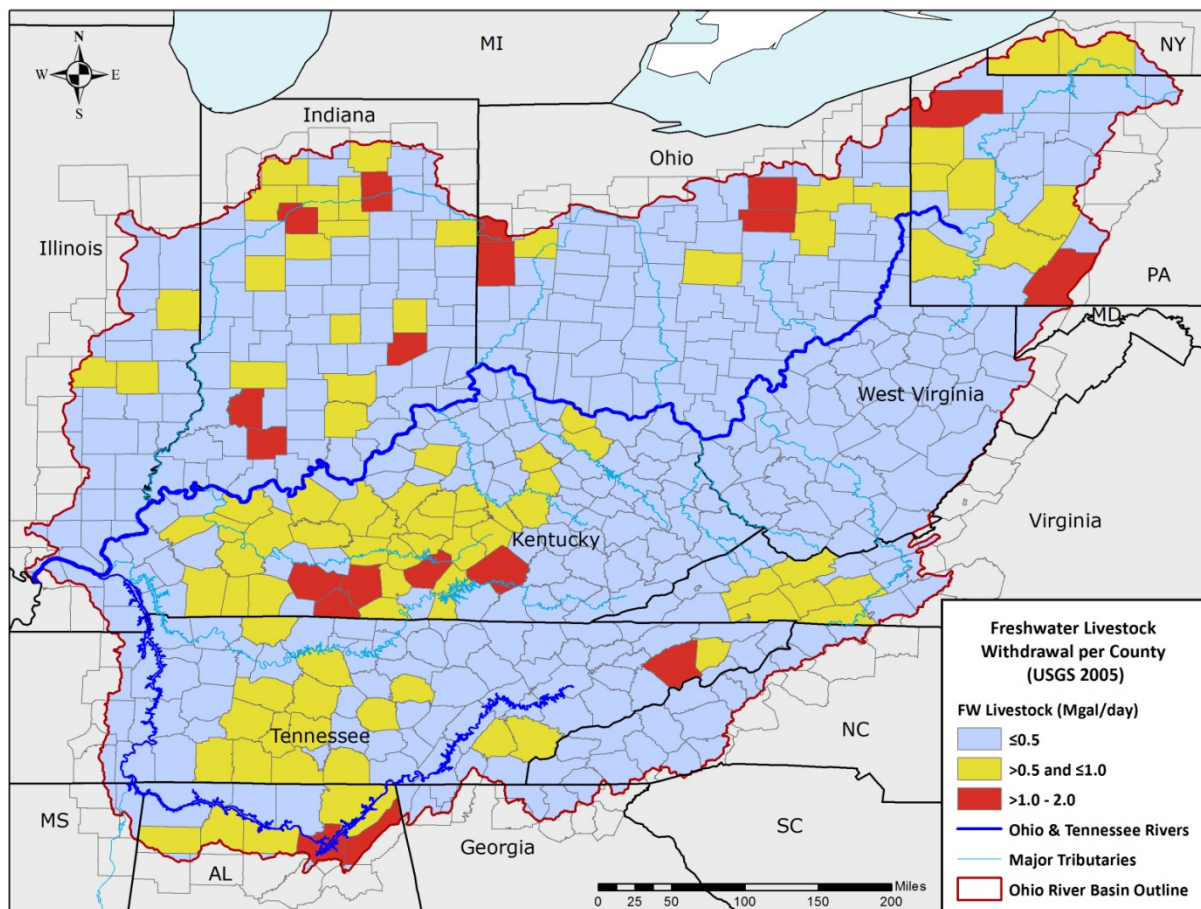 MI
NY
N
W E
S
Indiana
Ohio
Illinois
PA
MD
West Virginia
Virginia
Kentucky
Tennessee
NC
MS
AL
Georgia
SC
Miles
0 25 50 100 150 200
Freshwater Livestock
Withdrawal per County
(USGS 2005)
FW Livestock (Mgal/day)
≤0.5
>0.5 and ≤1.0
>1.0 - 2.0
Ohio & Tennessee Rivers
Major Tributaries
Ohio River Basin Outline